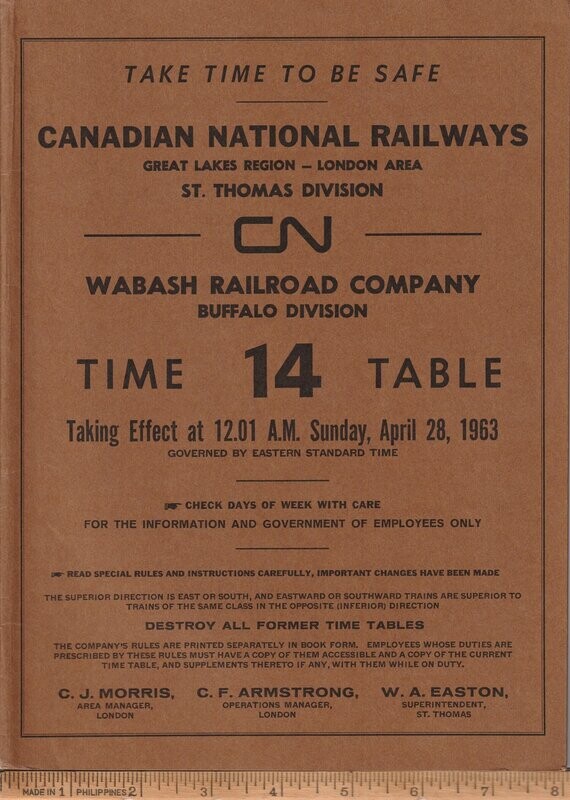 TAKE TIME TO BE SAFE
CANADIAN NATIONAL RAILWAYS
GREAT LAKES REGION – LONDON AREA
ST. THOMAS DIVISION
CN
WABASH RAILROAD COMPANY
BUFFALO DIVISION
TIME 14 TABLE
Taking Effect at 12.01 A.M. Sunday, April 28, 1963
GOVERNED BY EASTERN STANDARD TIME
☛ CHECK DAYS OF WEEK WITH CARE
FOR THE INFORMATION AND GOVERNMENT OF EMPLOYEES ONLY
☛ READ SPECIAL RULES AND INSTRUCTIONS CAREFULLY, IMPORTANT CHANGES HAVE BEEN MADE
THE SUPERIOR DIRECTION IS EAST OR SOUTH, AND EASTWARD OR SOUTHWARD TRAINS ARE SUPERIOR TO
TRAINS OF THE SAME CLASS IN THE OPPOSITE (INFERIOR) DIRECTION
DESTROY ALL FORMER TIME TABLES
THE COMPANY'S RULES ARE PRINTED SEPARATELY IN BOOK FORM. EMPLOYEES WHOSE DUTIES ARE
PRESCRIBED BY THESE RULES MUST HAVE A COPY OF THEM ACCESSIBLE AND A COPY OF THE CURRENT
TIME TABLE, AND SUPPLEMENTS THERETO IF ANY, WITH THEM WHILE ON DUTY.
C. J. MORRIS, C. F. ARMSTRONG, W. A. EASTON,
AREA MANAGER, OPERATIONS MANAGER, SUPERINTENDENT,
LONDON LONDON ST. THOMAS
MADE IN 1 PHILIPPINES 2 3 4 5 6 7 8